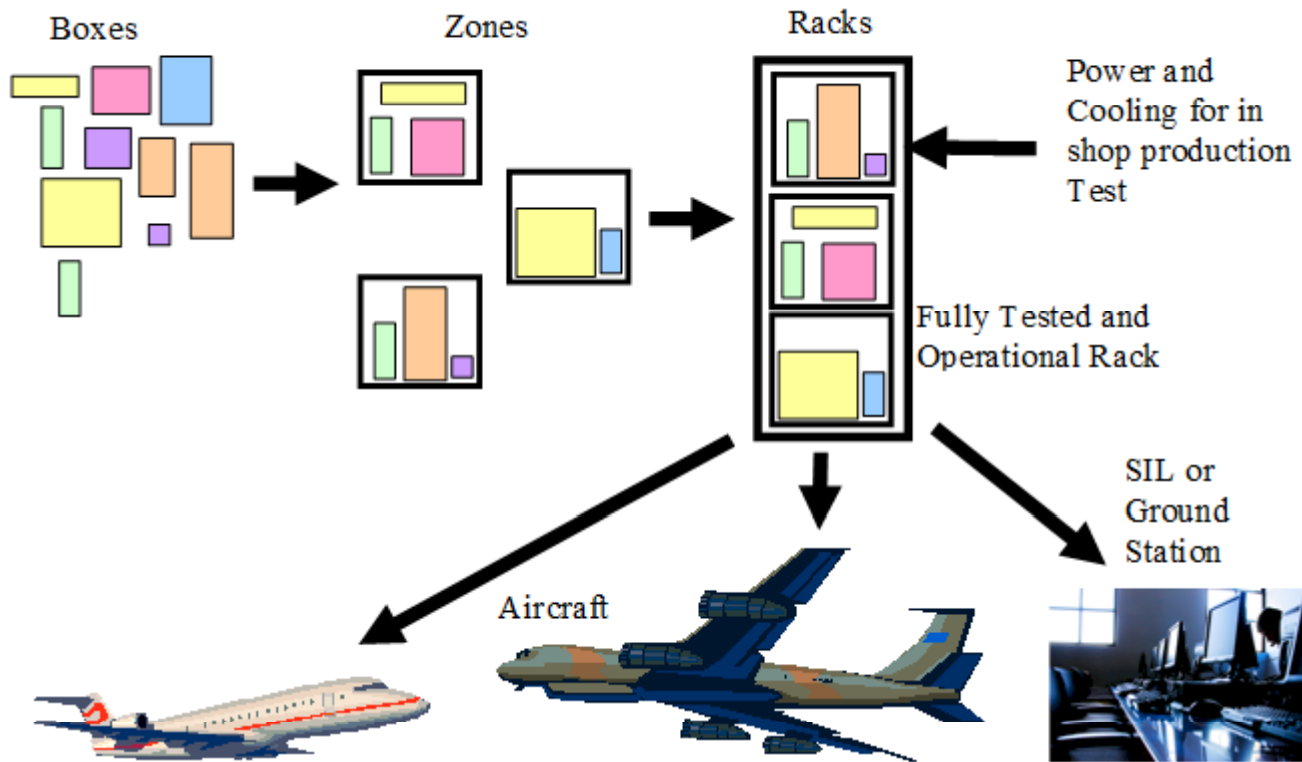 Boxes
Zones
Racks
Power and
Cooling for in
shop production
Test
Fully Tested and
Operational Rack
SIL or
Ground
Station
Aircraft